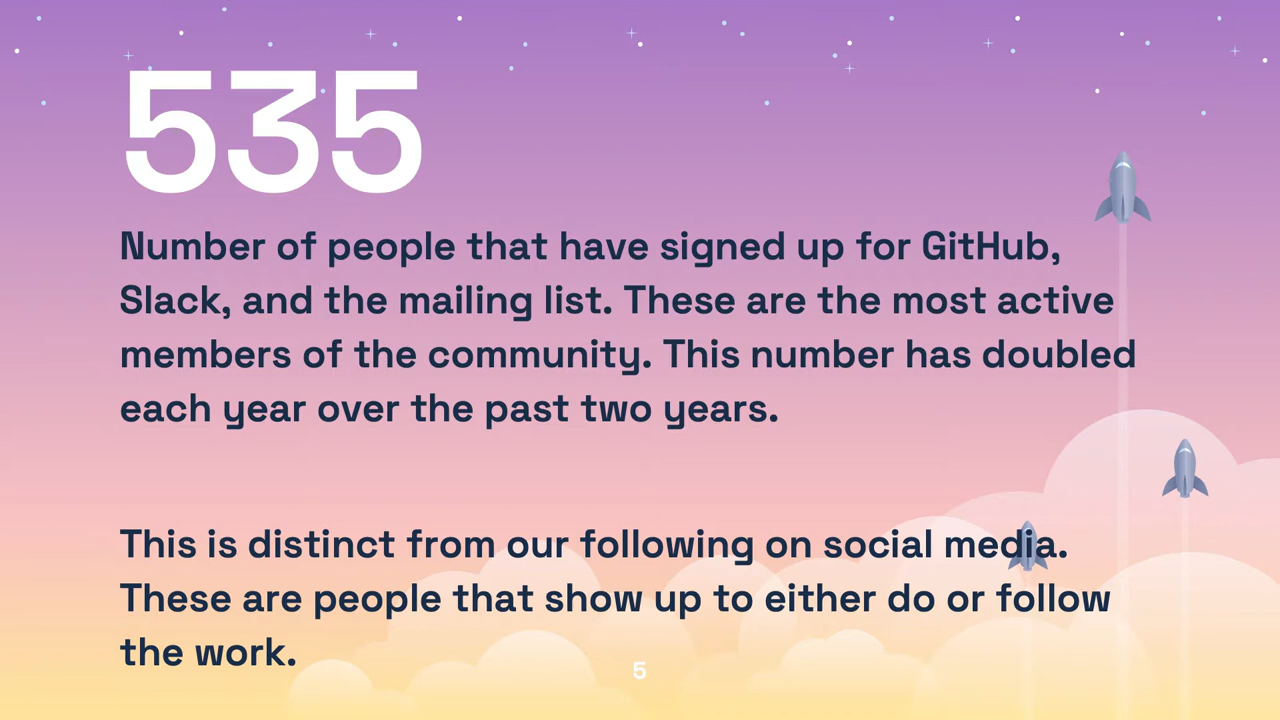 535
Number of people that have signed up for GitHub,
Slack, and the mailing list. These are the most active
members of the community. This number has doubled
each year over the past two years.
This is distinct from our following on social media.
These are people that show up to either do or follow
the work.
5